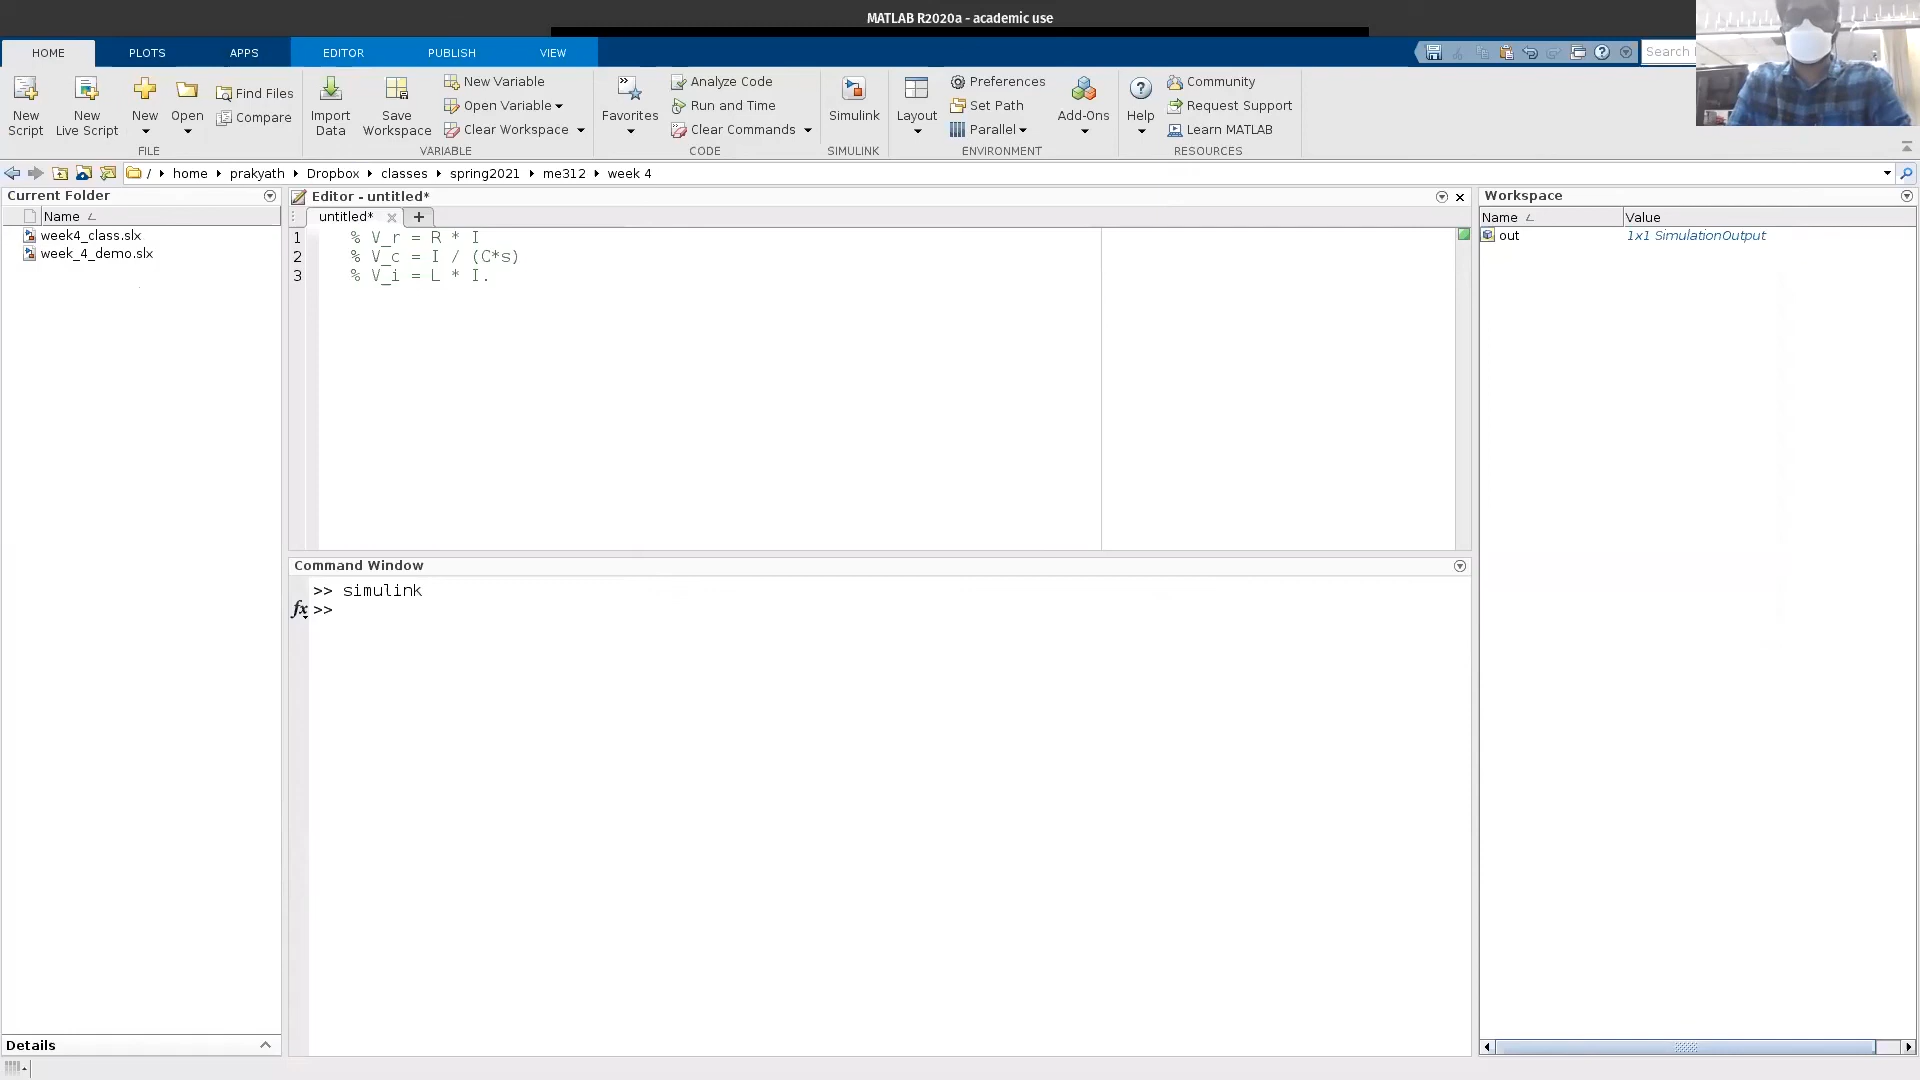 MATLAB R2020a - academic use
HOME PLOTS APPS EDITOR PUBLISH VIEW
Search
New Script
New Live Script
New
Open
Find Files
Compare
FILE
Import Data
Save Workspace
New Variable
Open Variable
Clear Workspace
VARIABLE
Favorites
Analyze Code
Run and Time
Clear Commands
CODE
Simulink
SIMULINK
Layout
Preferences
Set Path
Parallel
Add-Ons
ENVIRONMENT
Help
Community
Request Support
Learn MATLAB
RESOURCES
/ home prakyath Dropbox classes spring2021 me312 week 4
Current Folder
Name
week4_class.slx
week_4_demo.slx
Details
Editor - untitled*
untitled* +
1 % V_r = R * I
2 % V_c = I / (C*s)
3 % V_i = L * I.
Command Window
>> simulink
fx >>
Workspace
Name Value
out 1x1 SimulationOutput